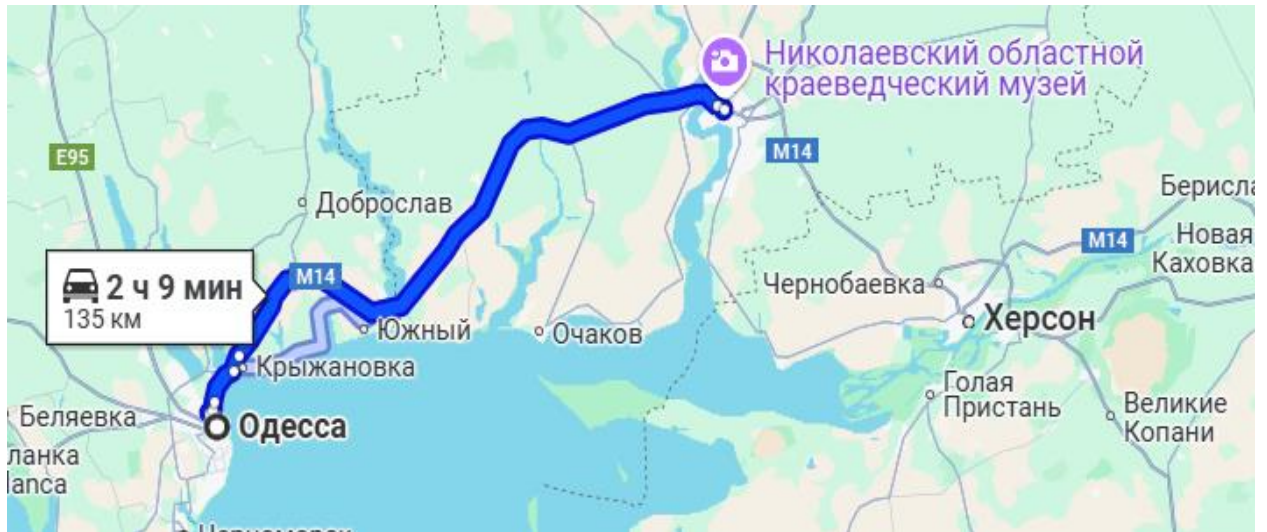 Николаевский областной
краеведческий музей
E95
M14
Доброслав
Берисла
M14
M14
Новая
Каховка
2 ч 9 мин
135 км
Чернобаевка
Южный
Очаков
Херсон
Крыжановка
Голая
Пристань
Беляевка
Одесса
Великие
Копани
ланка
lanca